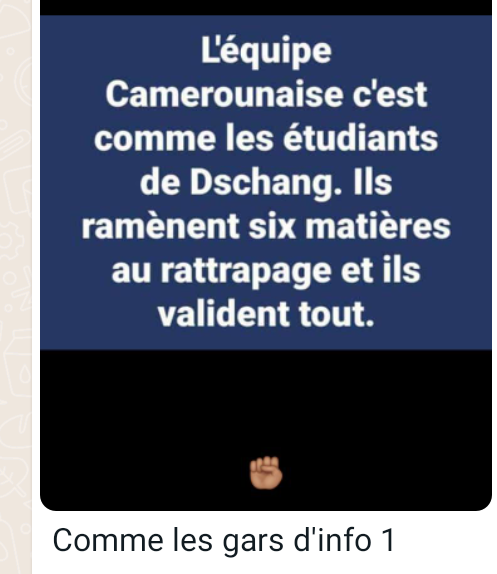 L'équipe
Camerounaise c'est
comme les étudiants
de Dschang. Ils
ramènent six matières
au rattrapage et ils
valident tout.
✊🏽
Comme les gars d'info 1